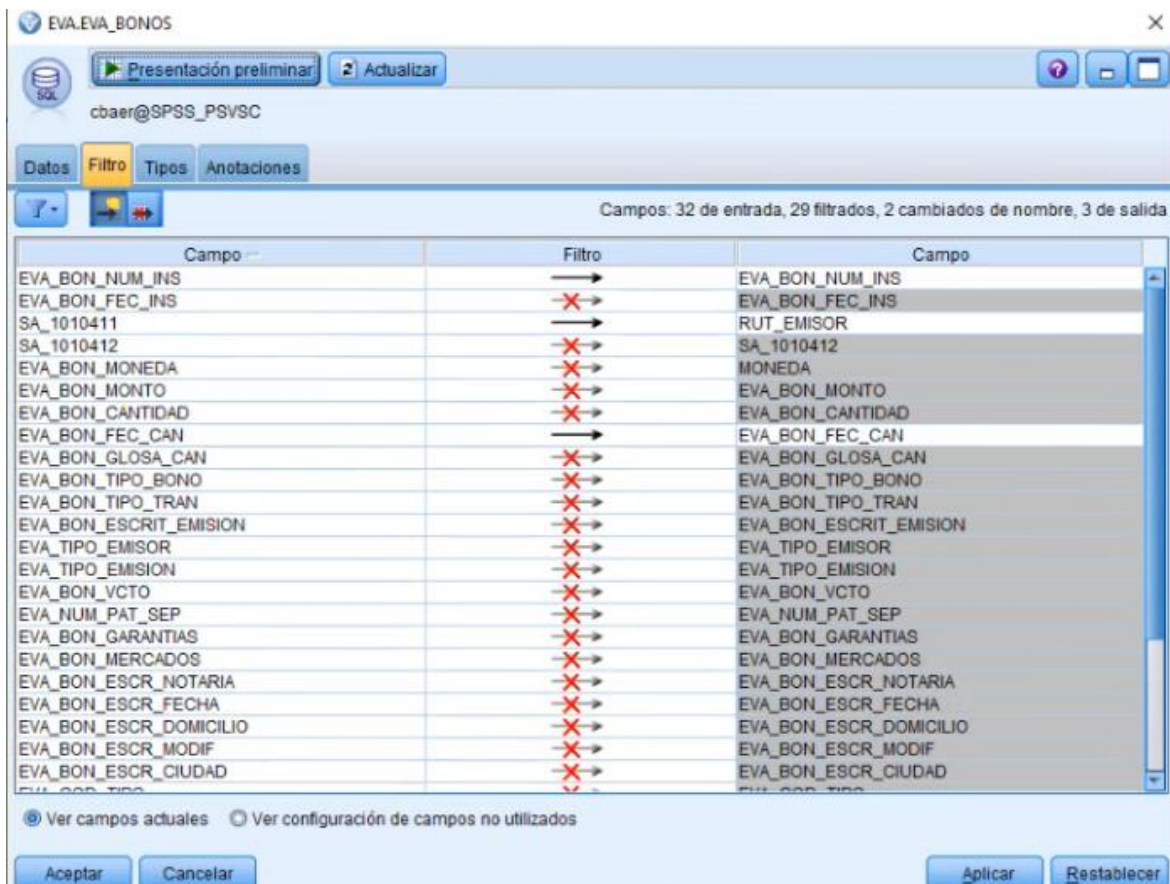 EVA.EVA_BONOS
Presentación preliminar Actualizar
SQL
cbaer@SPSS_PSVSC
Datos Filtro Tipos Anotaciones
Campos: 32 de entrada, 29 filtrados, 2 cambiados de nombre, 3 de salida
Campo Filtro Campo
EVA_BON_NUM_INS EVA_BON_NUM_INS
EVA_BON_FEC_INS EVA_BON_FEC_INS
SA_1010411 RUT_EMISOR
SA_1010412 SA_1010412
EVA_BON_MONEDA MONEDA
EVA_BON_MONTO EVA_BON_MONTO
EVA_BON_CANTIDAD EVA_BON_CANTIDAD
EVA_BON_FEC_CAN EVA_BON_FEC_CAN
EVA_BON_GLOSA_CAN EVA_BON_GLOSA_CAN
EVA_BON_TIPO_BONO EVA_BON_TIPO_BONO
EVA_BON_TIPO_TRAN EVA_BON_TIPO_TRAN
EVA_BON_ESCRIT_EMISION EVA_BON_ESCRIT_EMISION
EVA_TIPO_EMISOR EVA_TIPO_EMISOR
EVA_TIPO_EMISION EVA_TIPO_EMISION
EVA_BON_VCTO EVA_BON_VCTO
EVA_NUM_PAT_SEP EVA_NUM_PAT_SEP
EVA_BON_GARANTIAS EVA_BON_GARANTIAS
EVA_BON_MERCADOS EVA_BON_MERCADOS
EVA_BON_ESCR_NOTARIA EVA_BON_ESCR_NOTARIA
EVA_BON_ESCR_FECHA EVA_BON_ESCR_FECHA
EVA_BON_ESCR_DOMICILIO EVA_BON_ESCR_DOMICILIO
EVA_BON_ESCR_MODIF EVA_BON_ESCR_MODIF
EVA_BON_ESCR_CIUDAD EVA_BON_ESCR_CIUDAD
Ver campos actuales Ver configuración de campos no utilizados
Aceptar Cancelar Aplicar Restablecer